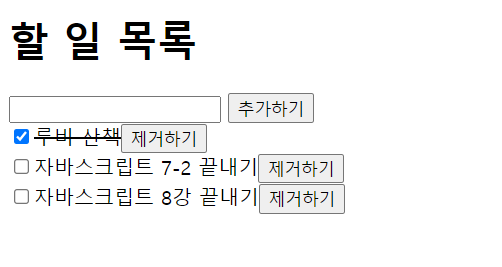 할 일 목록
추가하기
루비 산책 제거하기
자바스크립트 7-2 끝내기 제거하기
자바스크립트 8강 끝내기 제거하기